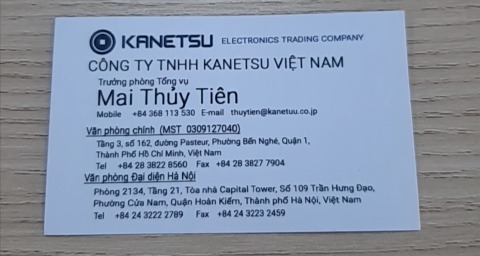 KANETSU ELECTRONICS TRADING COMPANY
CÔNG TY TNHH KANETSU VIỆT NAM
Trưởng phòng Tổng vụ
Mai Thủy Tiên
Mobile +84 368 113 530 E-mail thuytien@kanetuu.co.jp
Văn phòng chính (MST 0309127040)
Tầng 3, số 162, đường Pasteur, Phường Bến Nghé, Quận 1,
Thành Phố Hồ Chí Minh, Việt Nam
Tel +84 28 3822 8560 Fax +84 28 3827 7904
Văn phòng Đại diện Hà Nội
Phòng 2134, Tầng 21, Tòa nhà Capital Tower, Số 109 Trần Hưng Đạo,
Phường Cửa Nam, Quận Hoàn Kiếm, Thành phố Hà Nội, Việt Nam
Tel +84 24 3222 2789 Fax +84 24 3223 2459